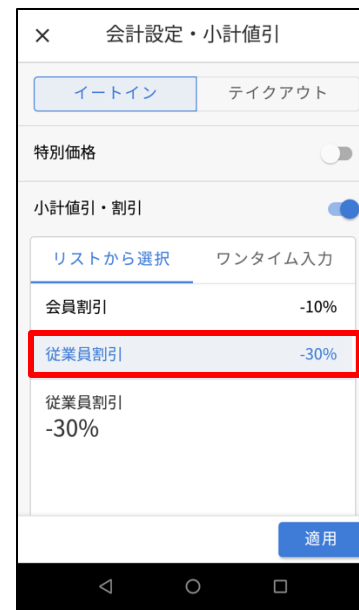 × 会計設定・小計値引
イートイン テイクアウト
特別価格
小計値引・割引
リストから選択 ワンタイム入力
会員割引 -10%
従業員割引 -30%
従業員割引
-30%
適用